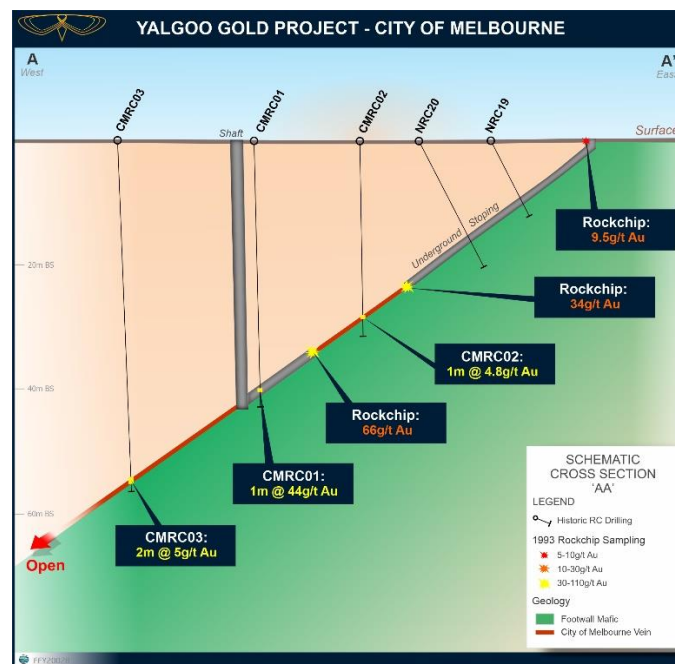 YALGOO GOLD PROJECT - CITY OF MELBOURNE
A
West
A'
East
CMRC03
Shaft
CMRC01
CMRC02
NRC20
NRC19
Surface
Underground Stoping
Rockchip:
9.5g/t Au
20m BS
Rockchip:
34g/t Au
CMRC02:
1m @ 4.8g/t Au
40m BS
Rockchip:
66g/t Au
CMRC01:
1m @ 44g/t Au
60m BS
CMRC03:
2m @ 5g/t Au
Open
SCHEMATIC
CROSS SECTION
'AA'
LEGEND
Historic RC Drilling
1993 Rockchip Sampling
5-10g/t Au
10-30g/t Au
30-110g/t Au
Geology
Footwall Mafic
City of Melbourne Vein